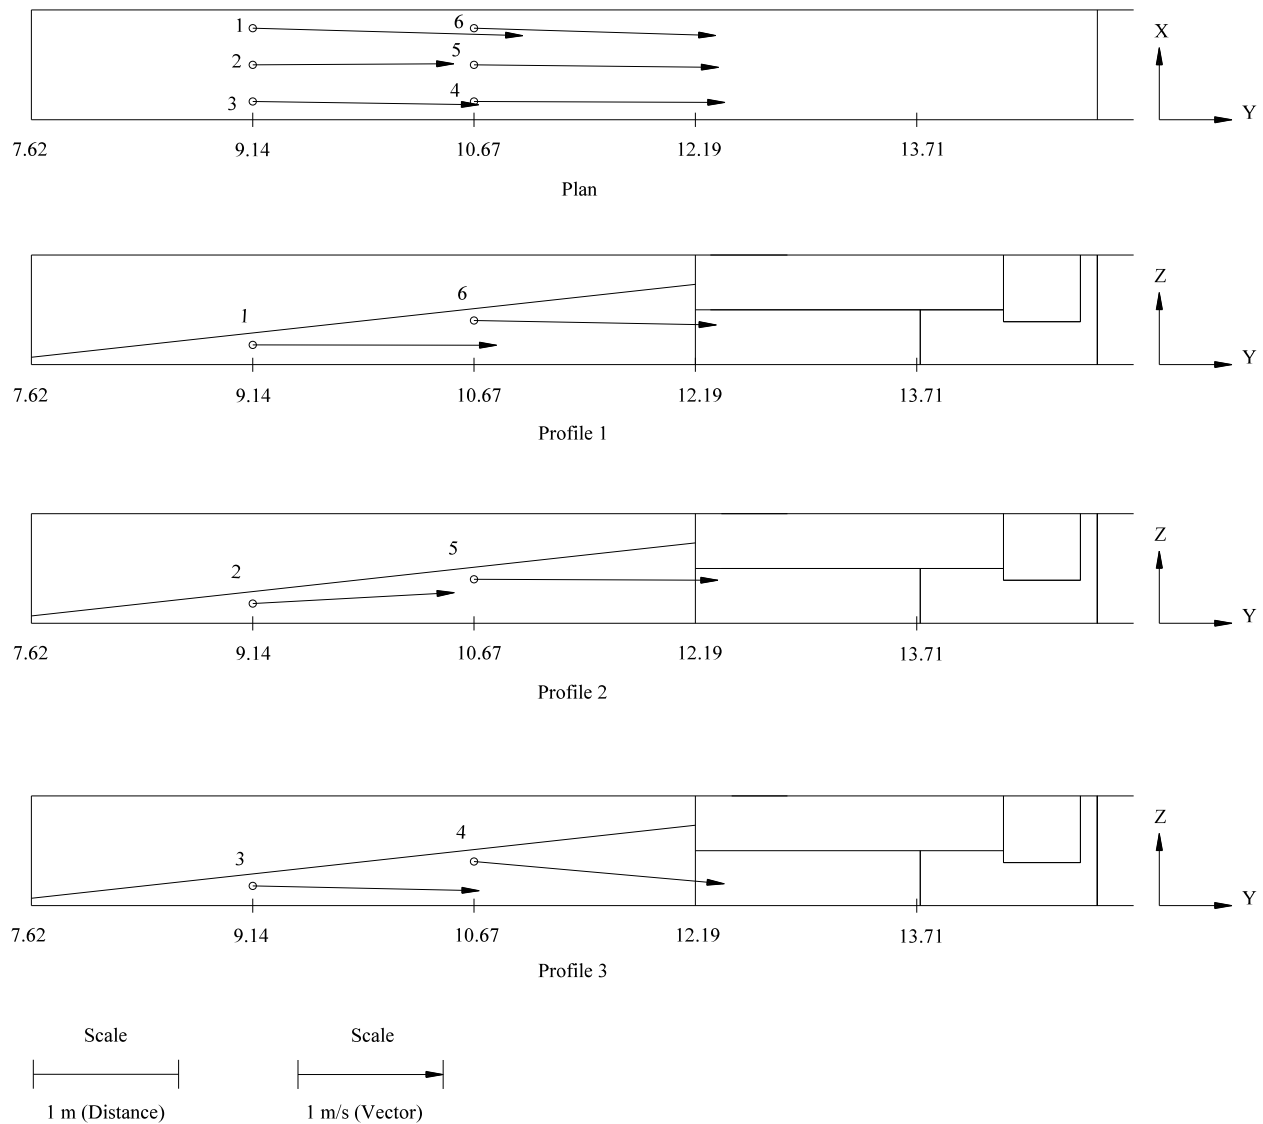 1 6
X
2 5
3 4
Y
7.62 9.14 10.67 12.19 13.71
Plan
Z
6
1
Y
7.62 9.14 10.67 12.19 13.71
Profile 1
Z
5
2
Y
7.62 9.14 10.67 12.19 13.71
Profile 2
Z
4
3
Y
7.62 9.14 10.67 12.19 13.71
Profile 3
Scale Scale
1 m (Distance) 1 m/s (Vector)